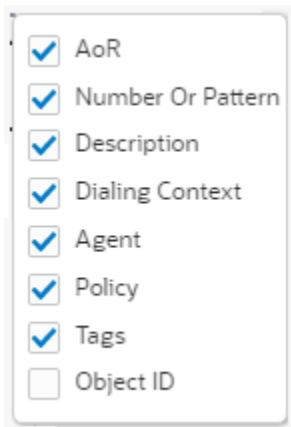 AoR
Number Or Pattern
Description
Dialing Context
Agent
Policy
Tags
Object ID